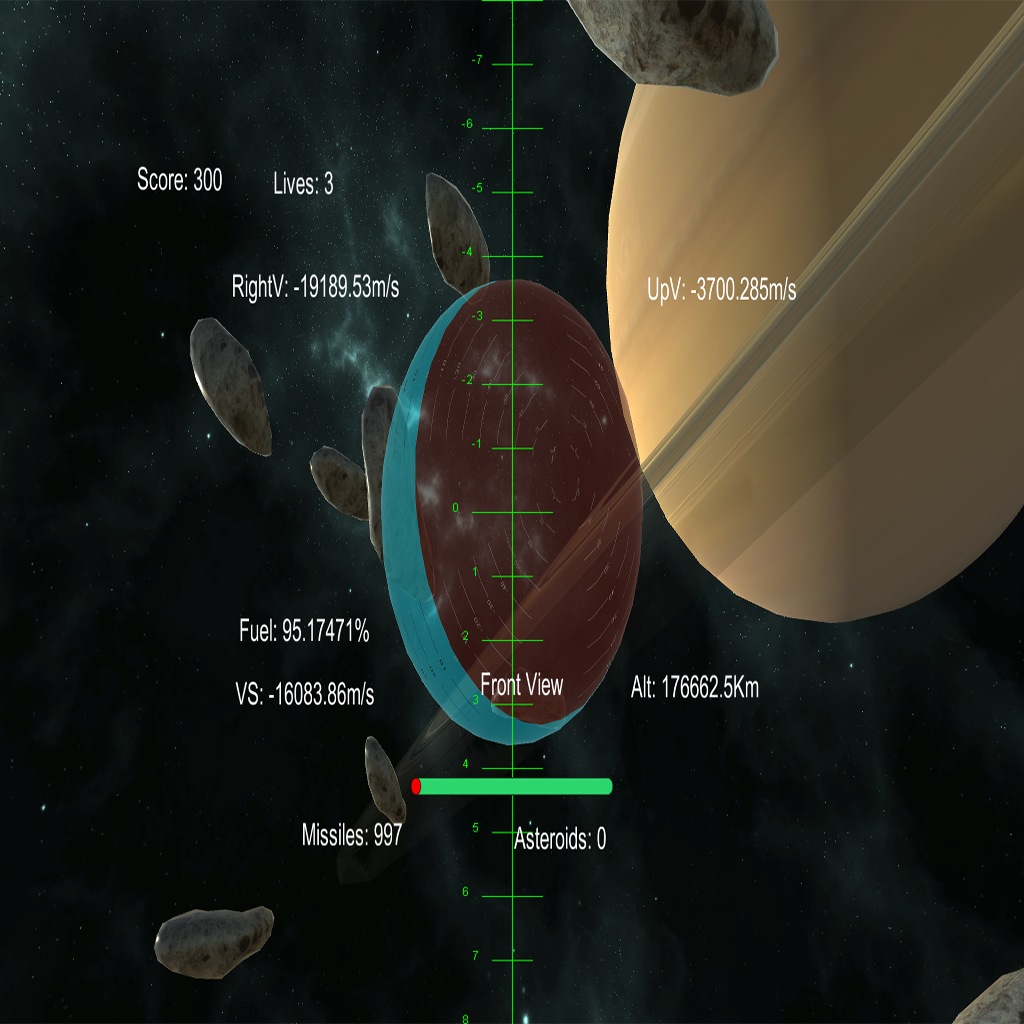 -7
-6
Score: 300
Lives: 3
-5
-4
RightV: -19189.53m/s
UpV: -3700.285m/s
-3
-2
-1
0
1
Fuel: 95.17471%
2
Front View
Alt: 176662.5Km
VS: -16083.86m/s
3
4
Missiles: 997
5
Asteroids: 0
6
7
8